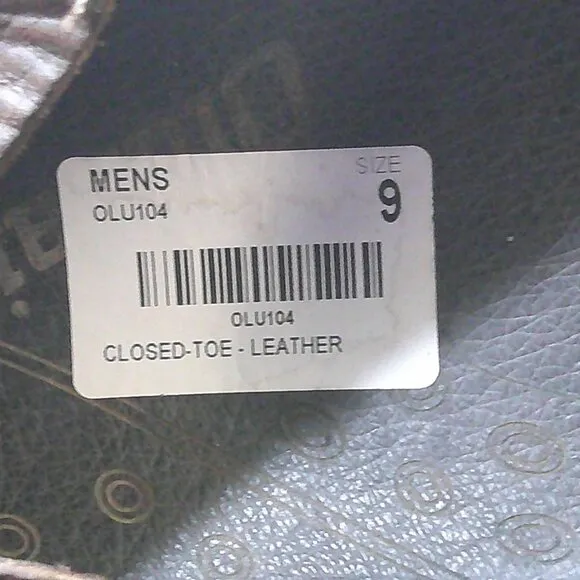 MENS
SIZE
OLU104
9
OLU104
CLOSED-TOE - LEATHER